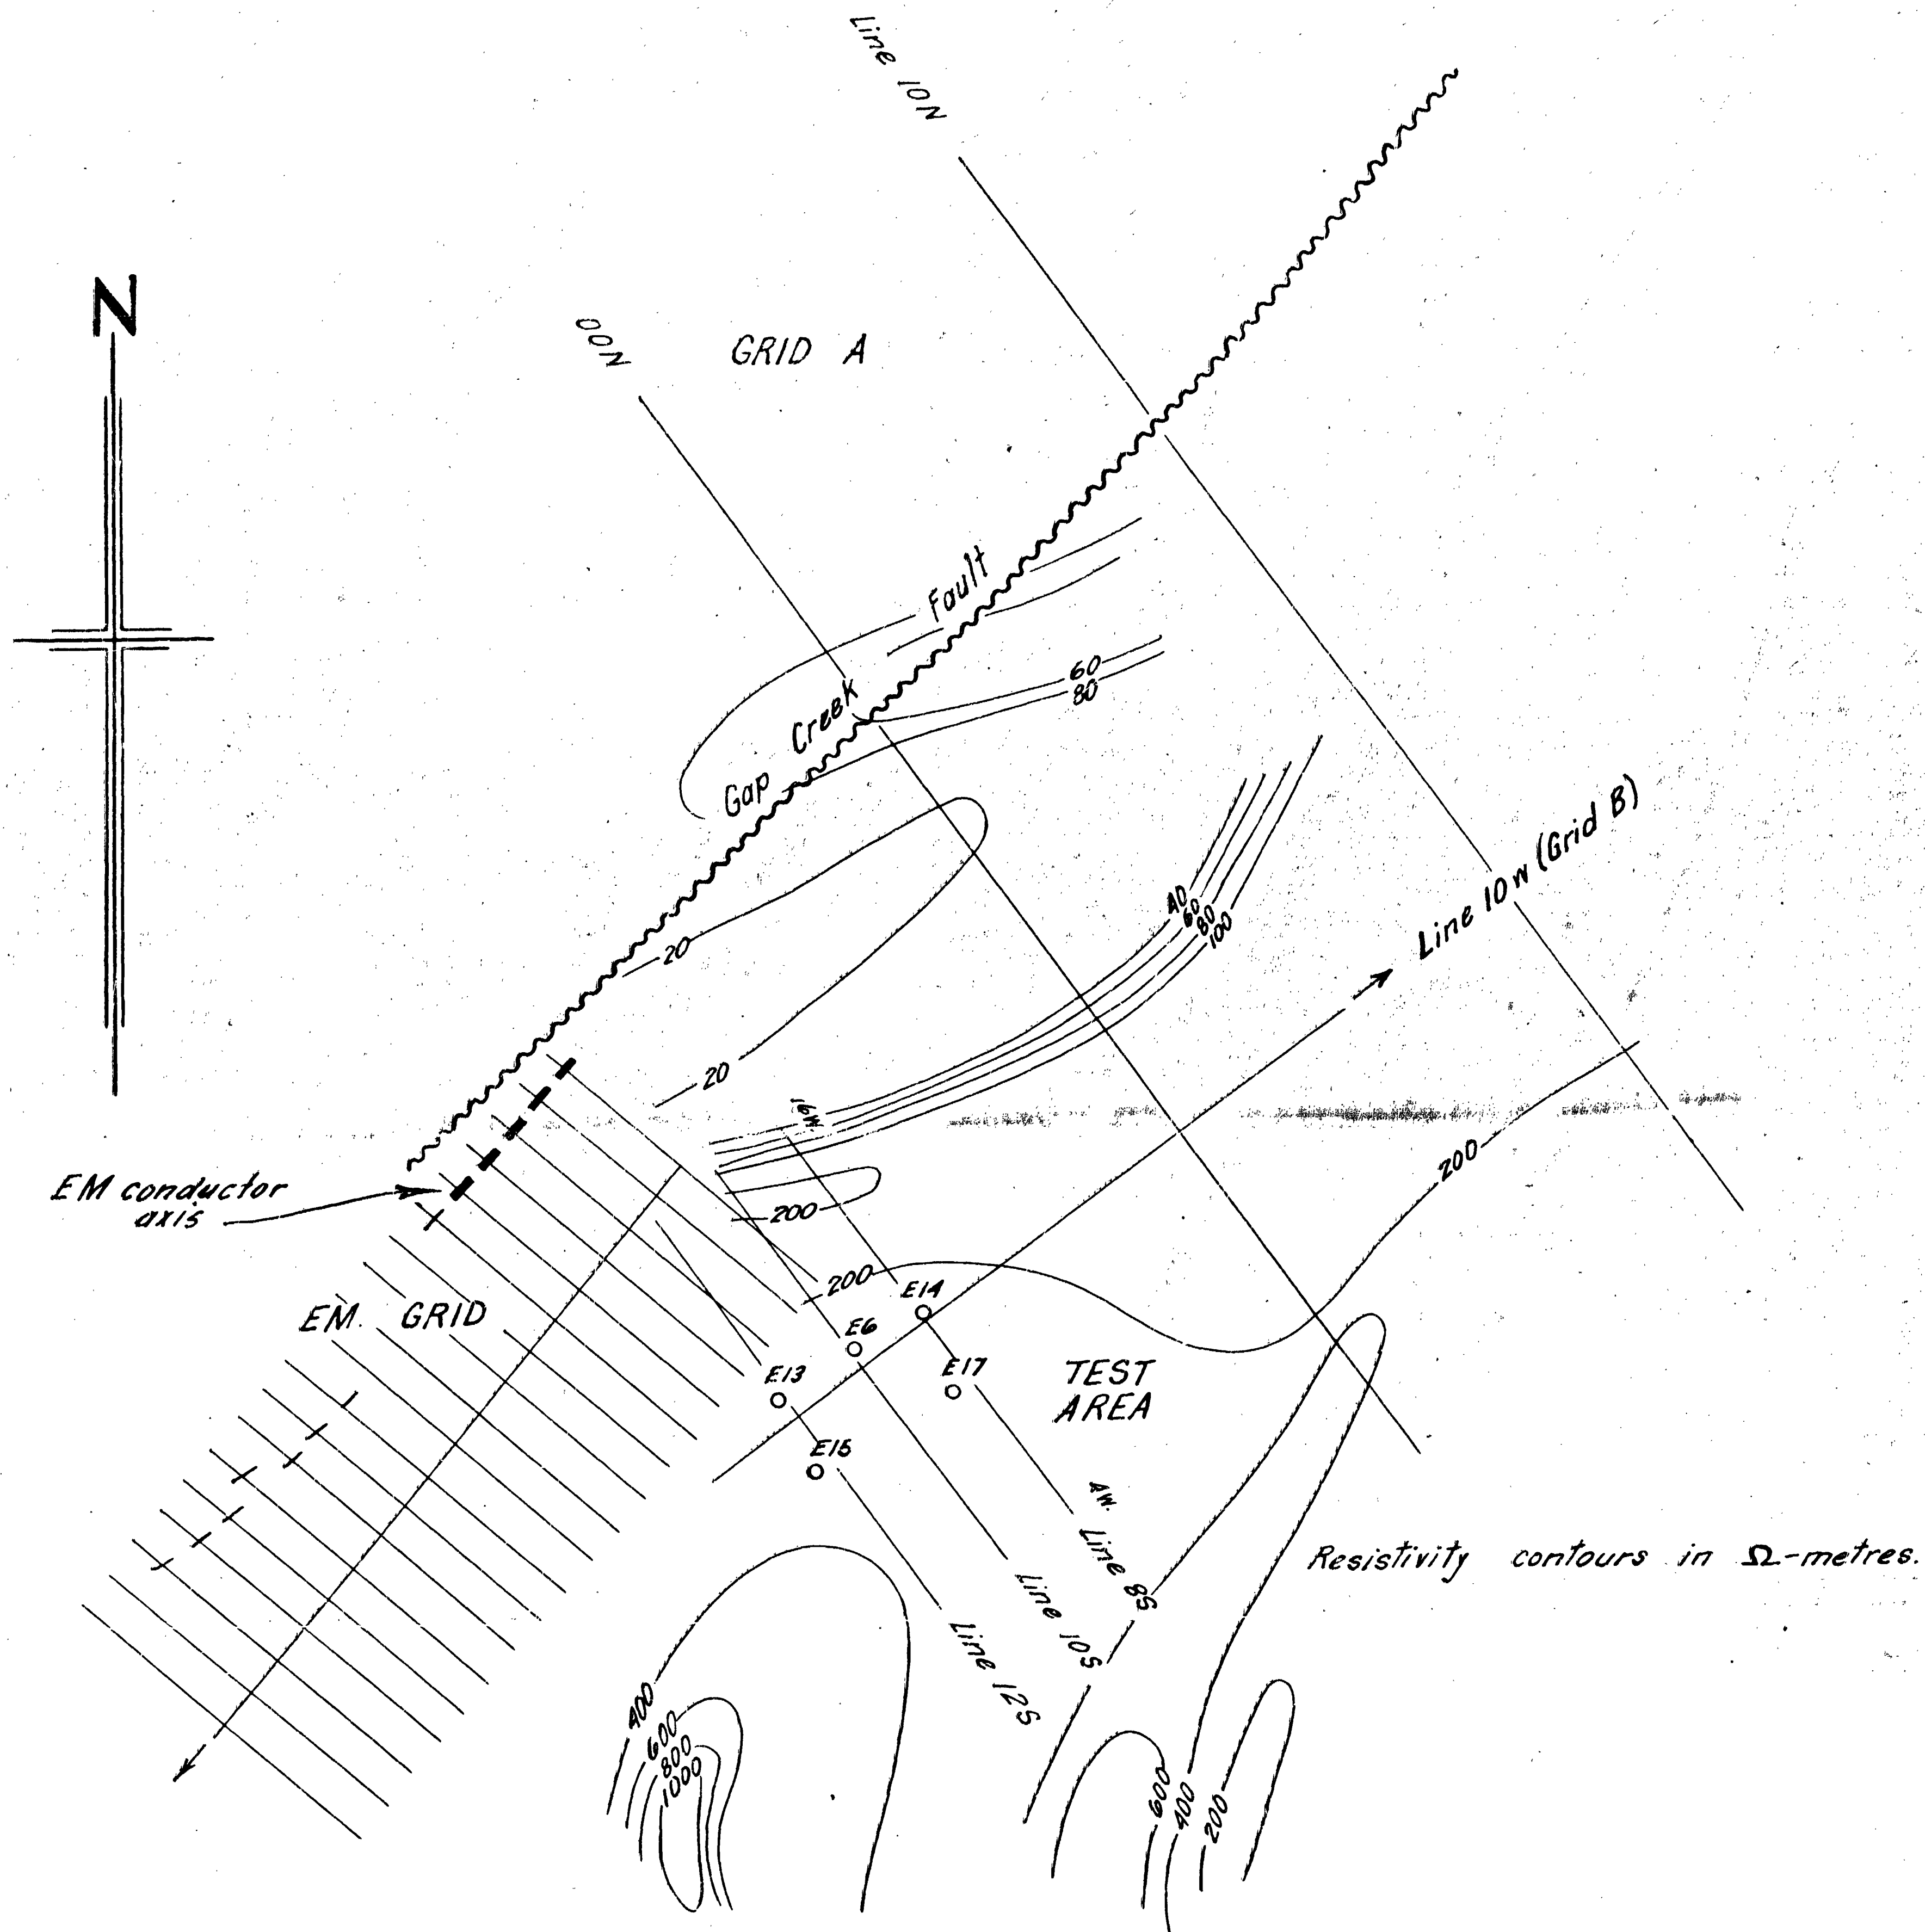 Line 10N
N
00N
GRID A
Gap Creek Fault
60
80
40
60
80
100
Line 10W (Grid B)
20
20
16W.
200
200
200
EM conductor
axis
EM. GRID
E14
E6
E17
E13
E15
TEST
AREA
4W.
Line 8S
Line 10S
Line 12S
Resistivity contours in Ω-metres.
400
600
800
1000
600
400
200